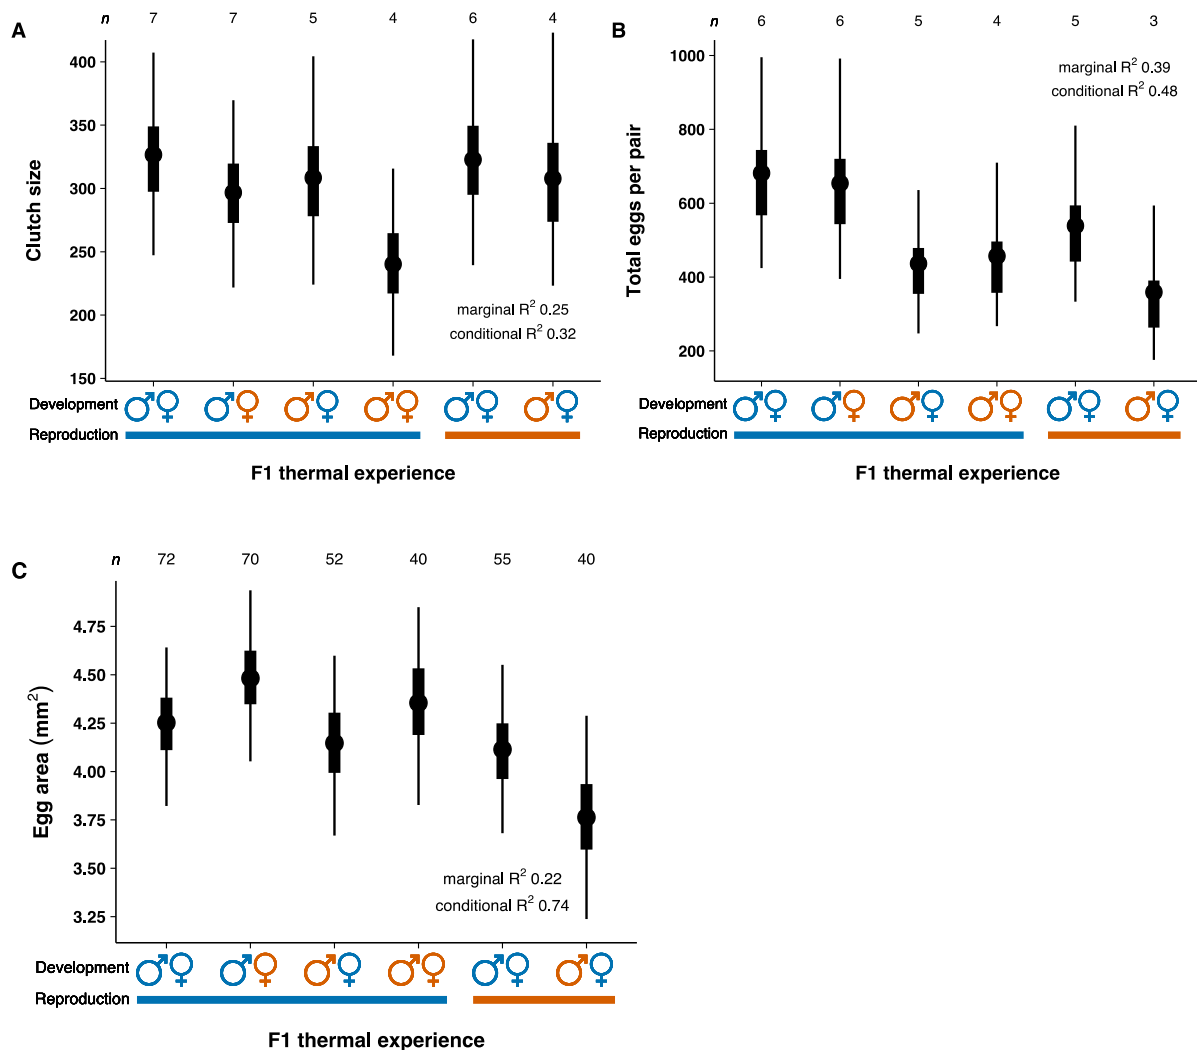 A
n 7 7 5 4 6 4
Clutch size
400
350
300
250
200
150
marginal R² 0.25
conditional R² 0.32
Development ♂♀ ♂♀ ♂♀ ♂♀ ♂♀ ♂♀
Reproduction
F1 thermal experience
B
n 6 6 5 4 5 3
Total eggs per pair
1000
800
600
400
200
marginal R² 0.39
conditional R² 0.48
Development ♂♀ ♂♀ ♂♀ ♂♀ ♂♀ ♂♀
Reproduction
F1 thermal experience
C
n 72 70 52 40 55 40
Egg area (mm²)
4.75
4.50
4.25
4.00
3.75
3.50
3.25
marginal R² 0.22
conditional R² 0.74
Development ♂♀ ♂♀ ♂♀ ♂♀ ♂♀ ♂♀
Reproduction
F1 thermal experience